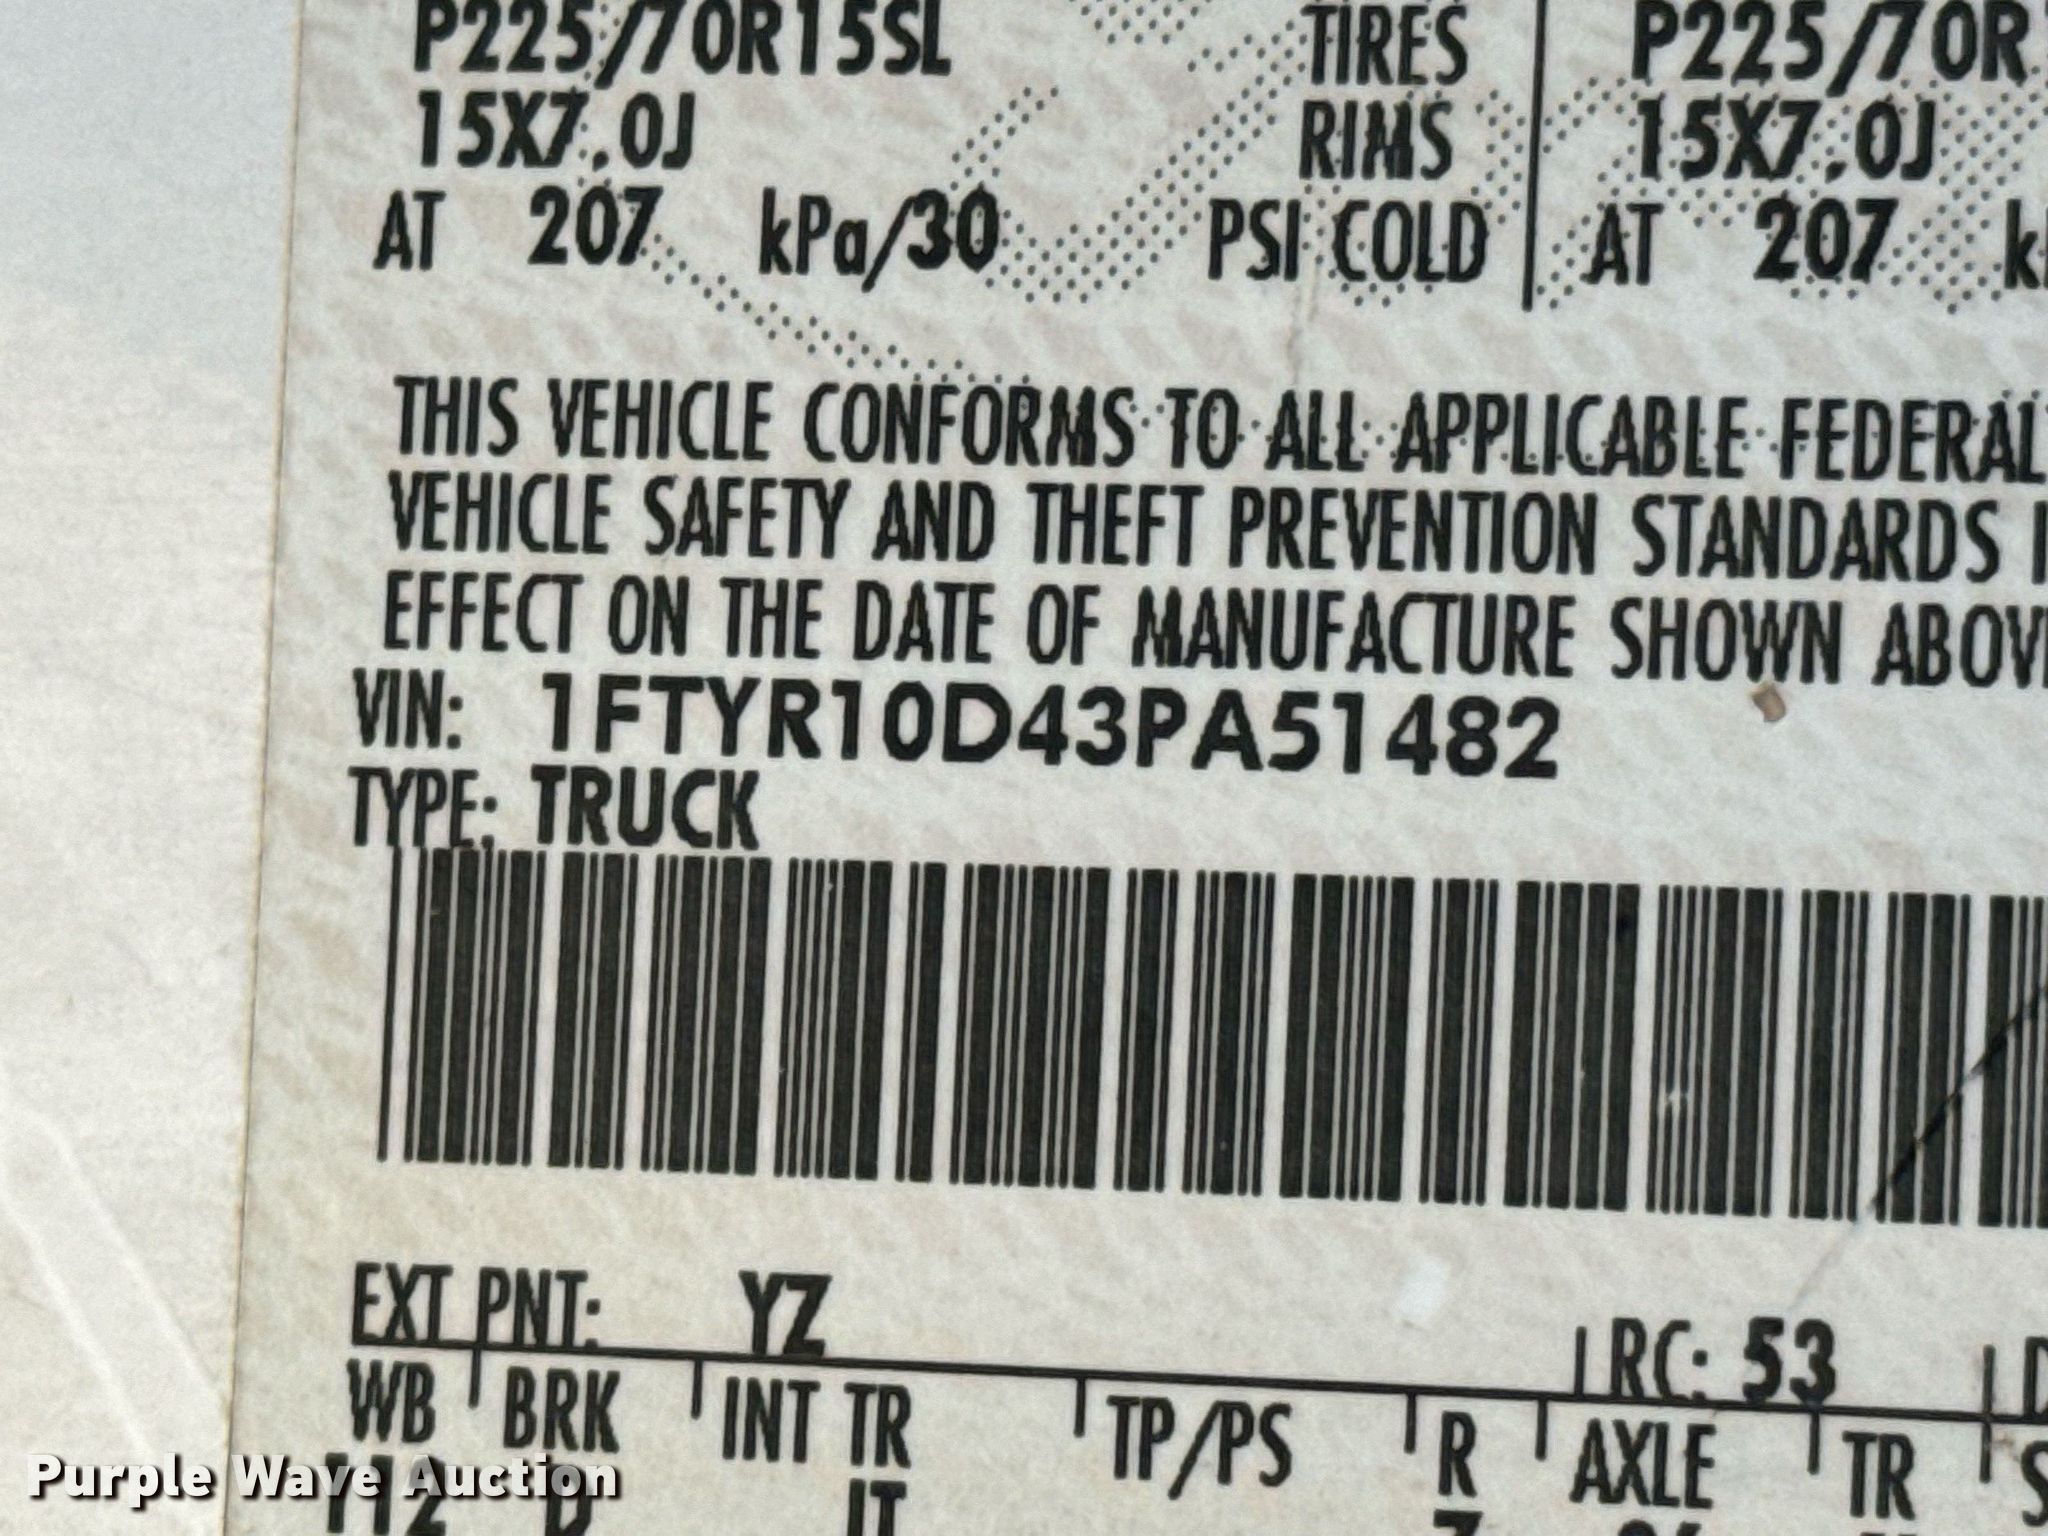 P225/70R15SL TIRES P225/70R1
15X7.0J RIMS 15X7.0J
AT 207 kPa/30 PSI COLD AT 207 k
THIS VEHICLE CONFORMS TO ALL APPLICABLE FEDERAL
VEHICLE SAFETY AND THEFT PREVENTION STANDARDS I
EFFECT ON THE DATE OF MANUFACTURE SHOWN ABOV
VIN: 1FTYR10D43PA51482
TYPE: TRUCK
EXT PNT: YZ RC: 53 D
WB BRK INT TR TP/PS R AXLE TR S
112 D
Purple Wave Auction